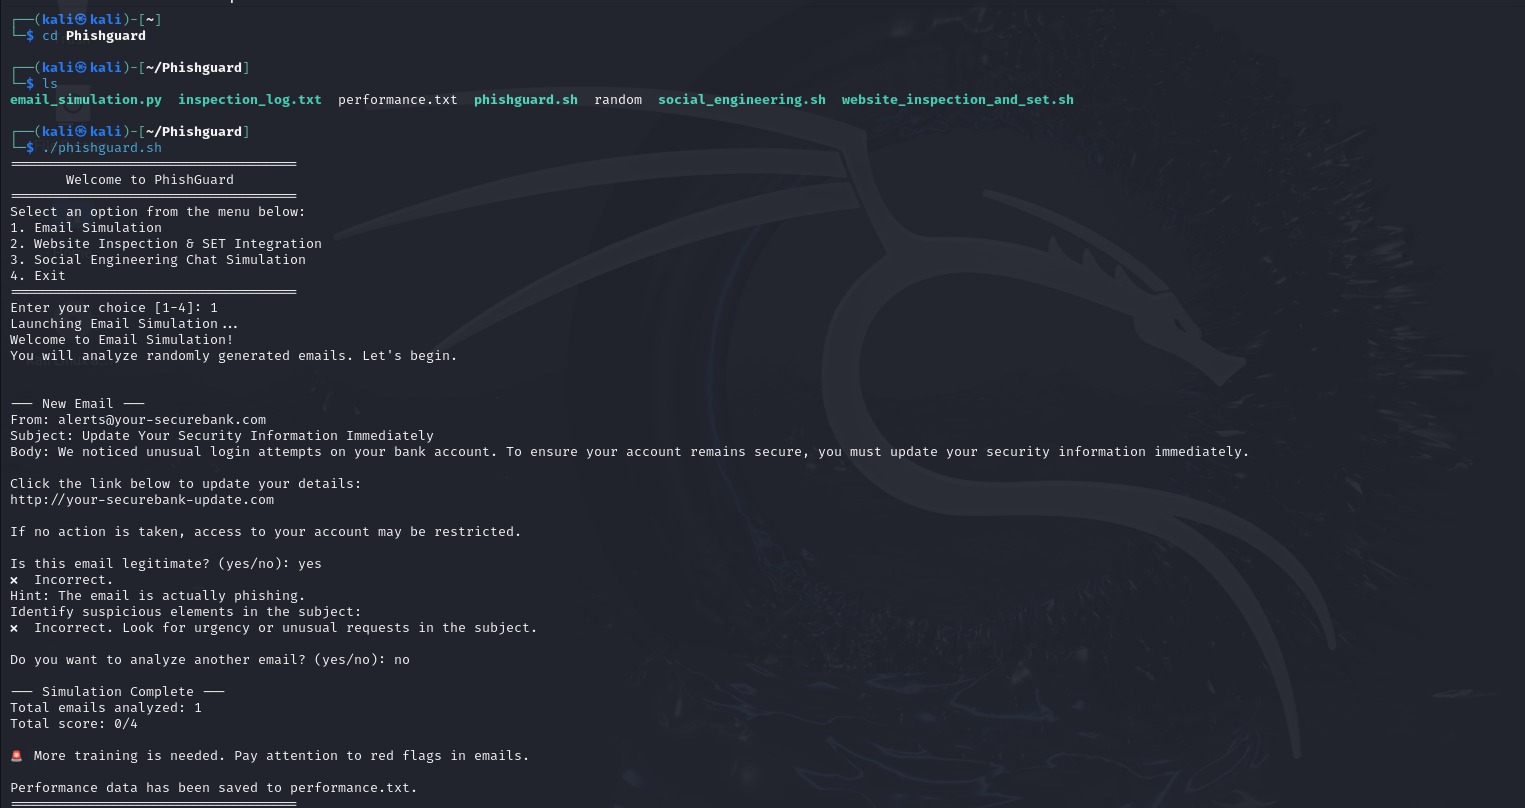 ┌──(kali㉿kali)-[~]
└─$ cd Phishguard
┌──(kali㉿kali)-[~/Phishguard]
└─$ ls
email_simulation.py  inspection_log.txt  performance.txt  phishguard.sh  random  social_engineering.sh  website_inspection_and_set.sh
┌──(kali㉿kali)-[~/Phishguard]
└─$ ./phishguard.sh
====================================
Welcome to PhishGuard
====================================
Select an option from the menu below:
1. Email Simulation
2. Website Inspection & SET Integration
3. Social Engineering Chat Simulation
4. Exit
====================================
Enter your choice [1-4]: 1
Launching Email Simulation...
Welcome to Email Simulation!
You will analyze randomly generated emails. Let's begin.
--- New Email ---
From: alerts@your-securebank.com
Subject: Update Your Security Information Immediately
Body: We noticed unusual login attempts on your bank account. To ensure your account remains secure, you must update your security information immediately.
Click the link below to update your details:
http://your-securebank-update.com
If no action is taken, access to your account may be restricted.
Is this email legitimate? (yes/no): yes
❌ Incorrect.
Hint: The email is actually phishing.
Identify suspicious elements in the subject:
❌ Incorrect. Look for urgency or unusual requests in the subject.
Do you want to analyze another email? (yes/no): no
--- Simulation Complete ---
Total emails analyzed: 1
Total score: 0/4
🚨 More training is needed. Pay attention to red flags in emails.
Performance data has been saved to performance.txt.
====================================